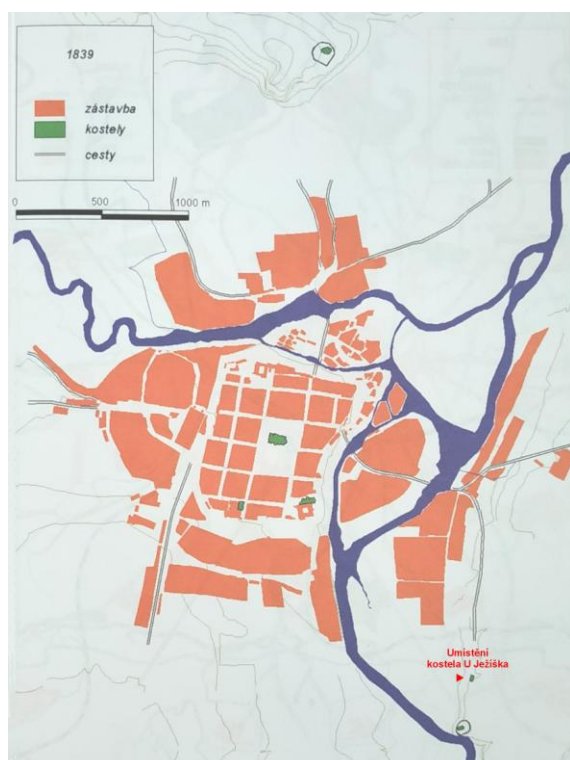 1839
zástavba
kostely
cesty
0 500 1000 m
Umístění
kostela U Ježíška